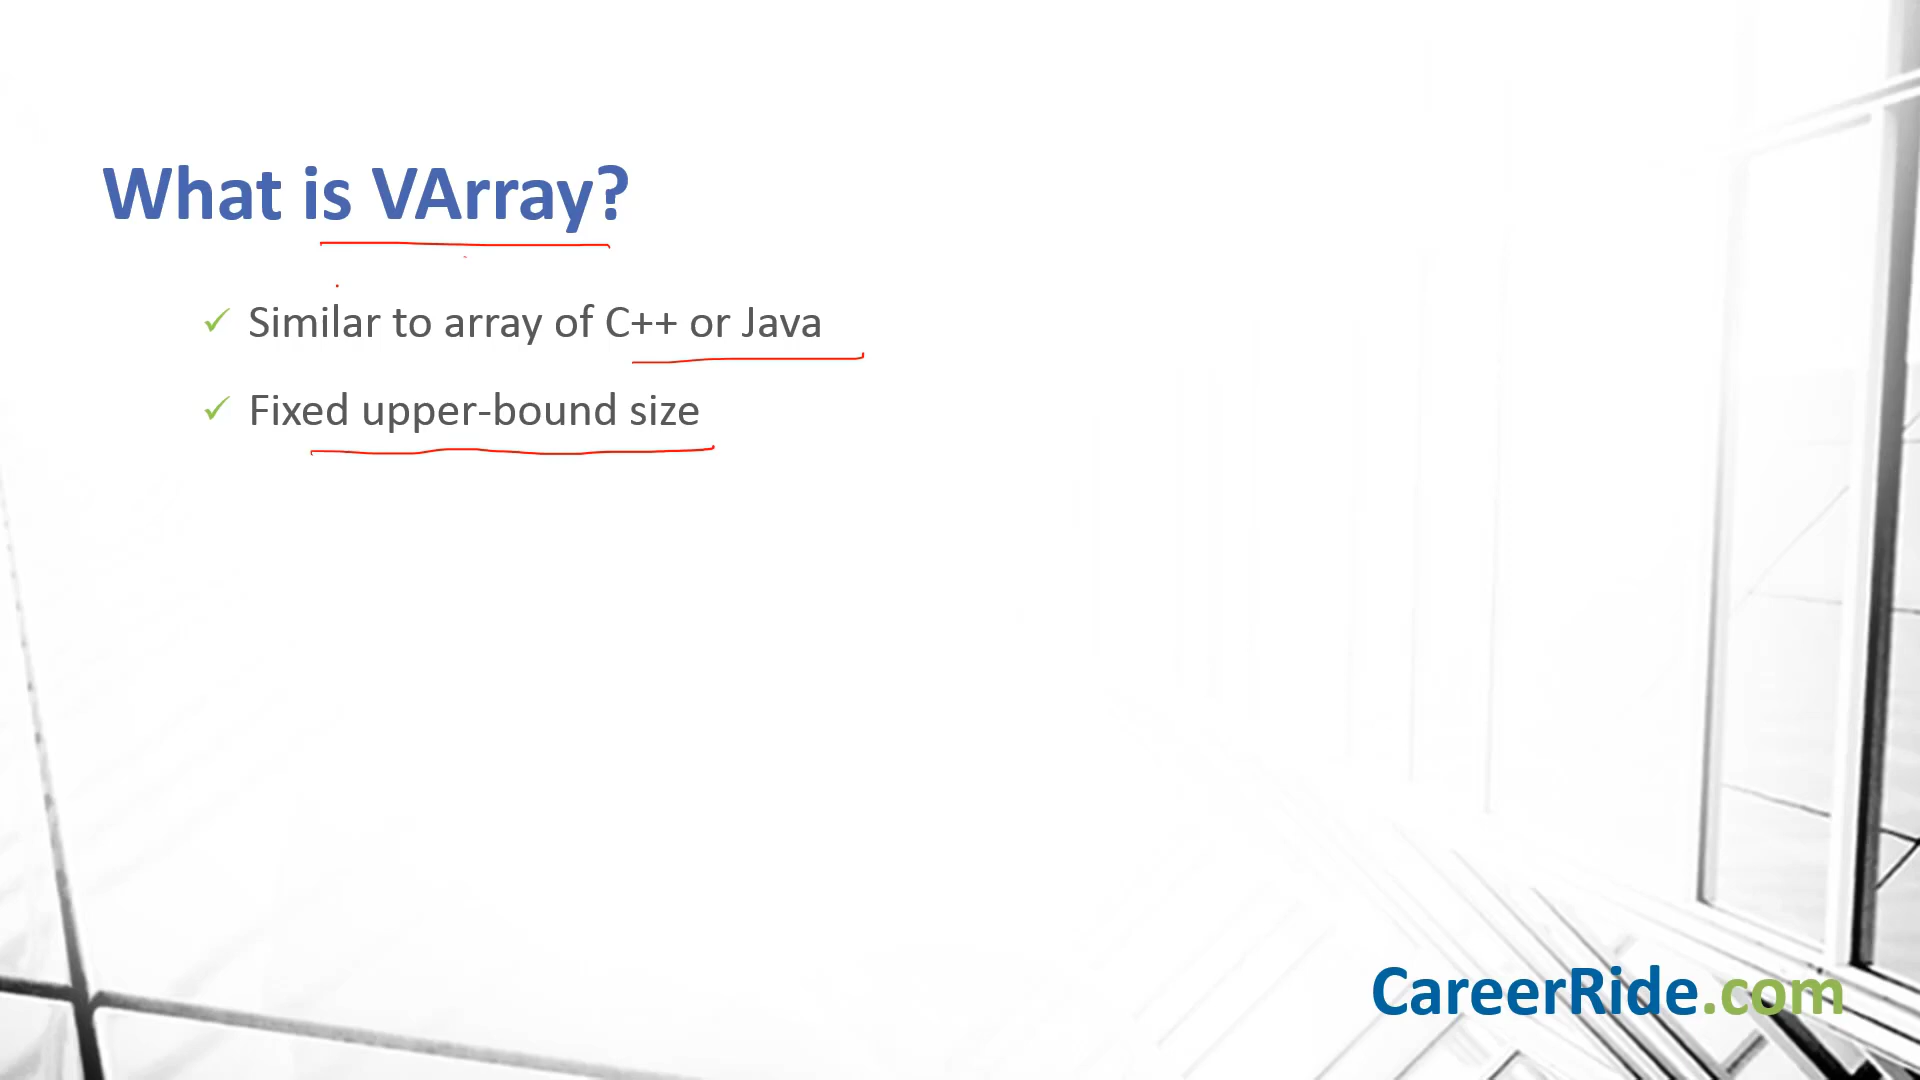 What is VArray?
✓ Similar to array of C++ or Java
✓ Fixed upper-bound size
CareerRide.com